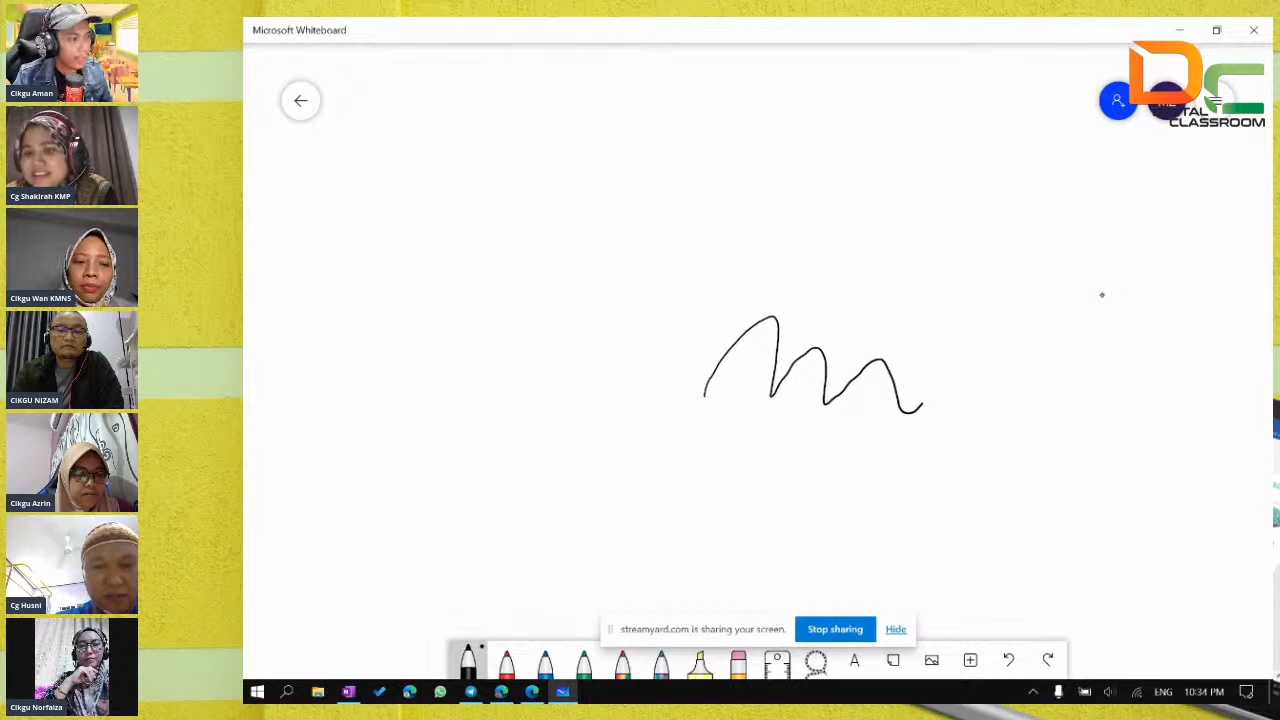 Microsoft Whiteboard
DIGITAL
CLASSROOM
Cikgu Aman
Cg Shakirah KMP
Cikgu Wan KMNS
CIKGU NIZAM
Cikgu Azrin
Cg Husni
Cikgu Norfaiza
streamyard.com is sharing your screen.
Stop sharing
Hide
A
ENG
10:34 PM